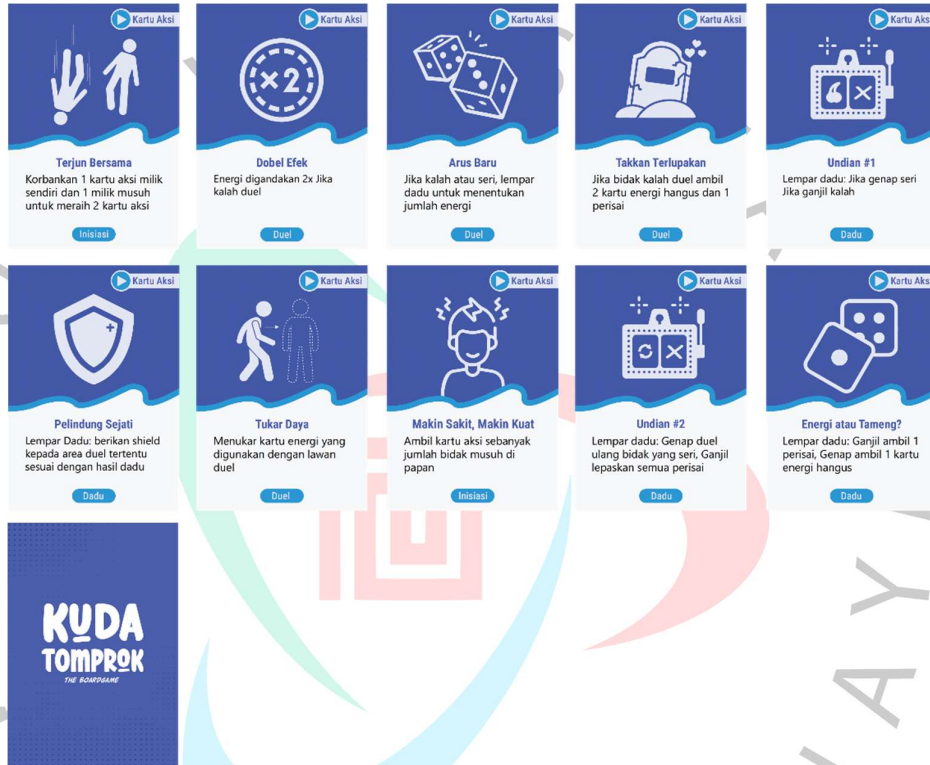 Kartu Aksi
Terjun Bersama
Korbankan 1 kartu aksi milik
sendiri dan 1 milik musuh
untuk meraih 2 kartu aksi
Inisiasi
Kartu Aksi
×2
Dobel Efek
Energi digandakan 2x Jika
kalah duel
Duel
Kartu Aksi
Arus Baru
Jika kalah atau seri, lempar
dadu untuk menentukan
jumlah energi
Duel
Kartu Aksi
Takkan Terlupakan
Jika bidak kalah duel ambil
2 kartu energi hangus dan 1
perisai
Duel
Kartu Aksi
Undian #1
Lempar dadu: Jika genap seri
Jika ganjil kalah
Dadu
Kartu Aksi
Pelindung Sejati
Lempar Dadu: berikan shield
kepada area duel tertentu
sesuai dengan hasil dadu
Dadu
Kartu Aksi
Tukar Daya
Menukar kartu energi yang
digunakan dengan lawan
duel
Duel
Kartu Aksi
Makin Sakit, Makin Kuat
Ambil kartu aksi sebanyak
jumlah bidak musuh di
papan
Inisiasi
Kartu Aksi
Undian #2
Lempar dadu: Genap duel
ulang bidak yang seri, Ganjil
lepaskan semua perisai
Dadu
Kartu Aksi
Energi atau Tameng?
Lempar dadu: Ganjil ambil 1
perisai, Genap ambil 1 kartu
energi hangus
Dadu
KUDA
TOMPROK
THE BOARDGAME